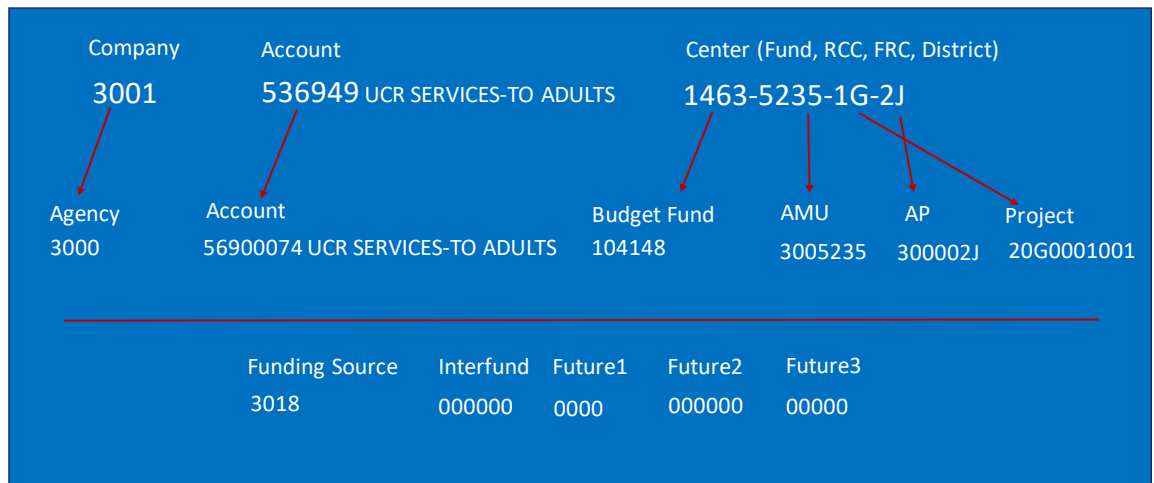 Company Account Center (Fund, RCC, FRC, District)
3001 536949 UCR SERVICES-TO ADULTS 1463-5235-1G-2J
Agency Account Budget Fund AMU AP Project
3000 56900074 UCR SERVICES-TO ADULTS 104148 3005235 300002J 20G0001001
Funding Source Interfund Future1 Future2 Future3
3018 000000 0000 000000 00000